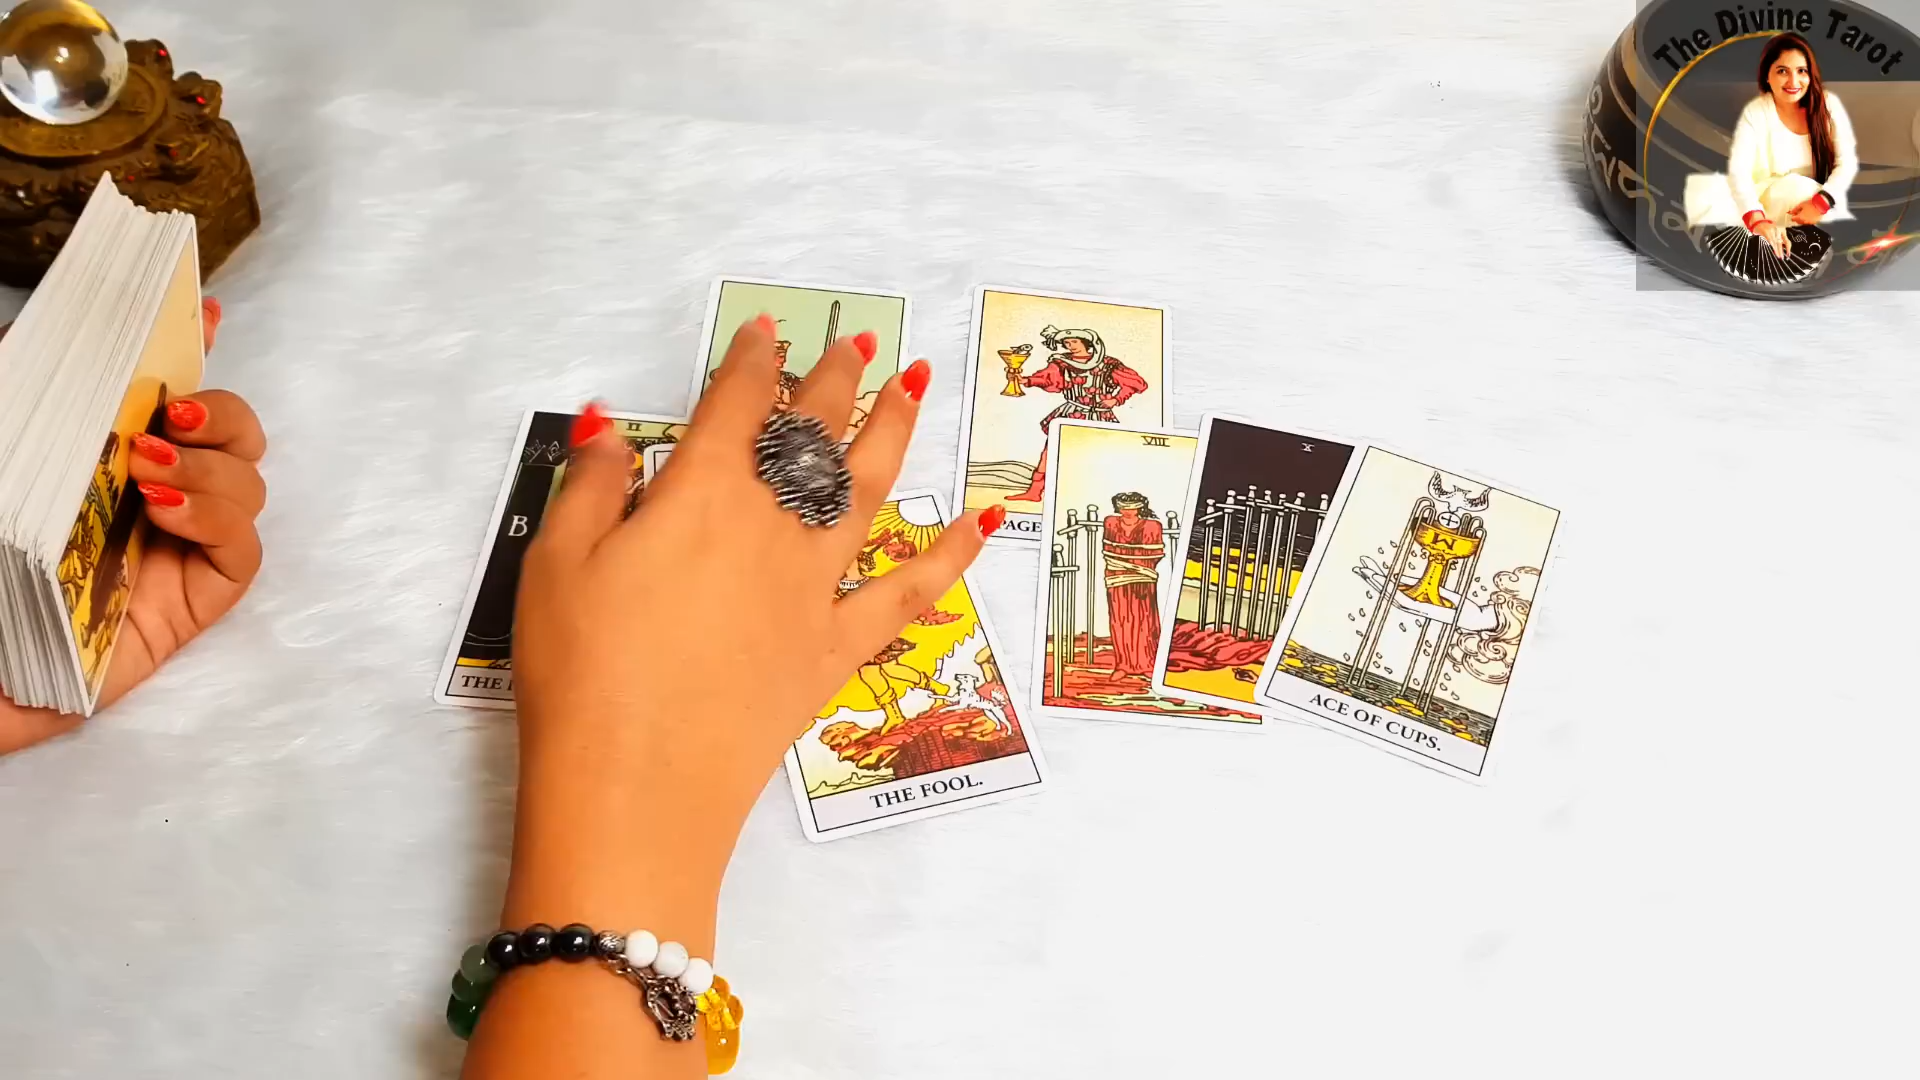 The Divine Tarot
II
B
THE
PAGE
VIII
X
ACE OF CUPS.
THE FOOL.